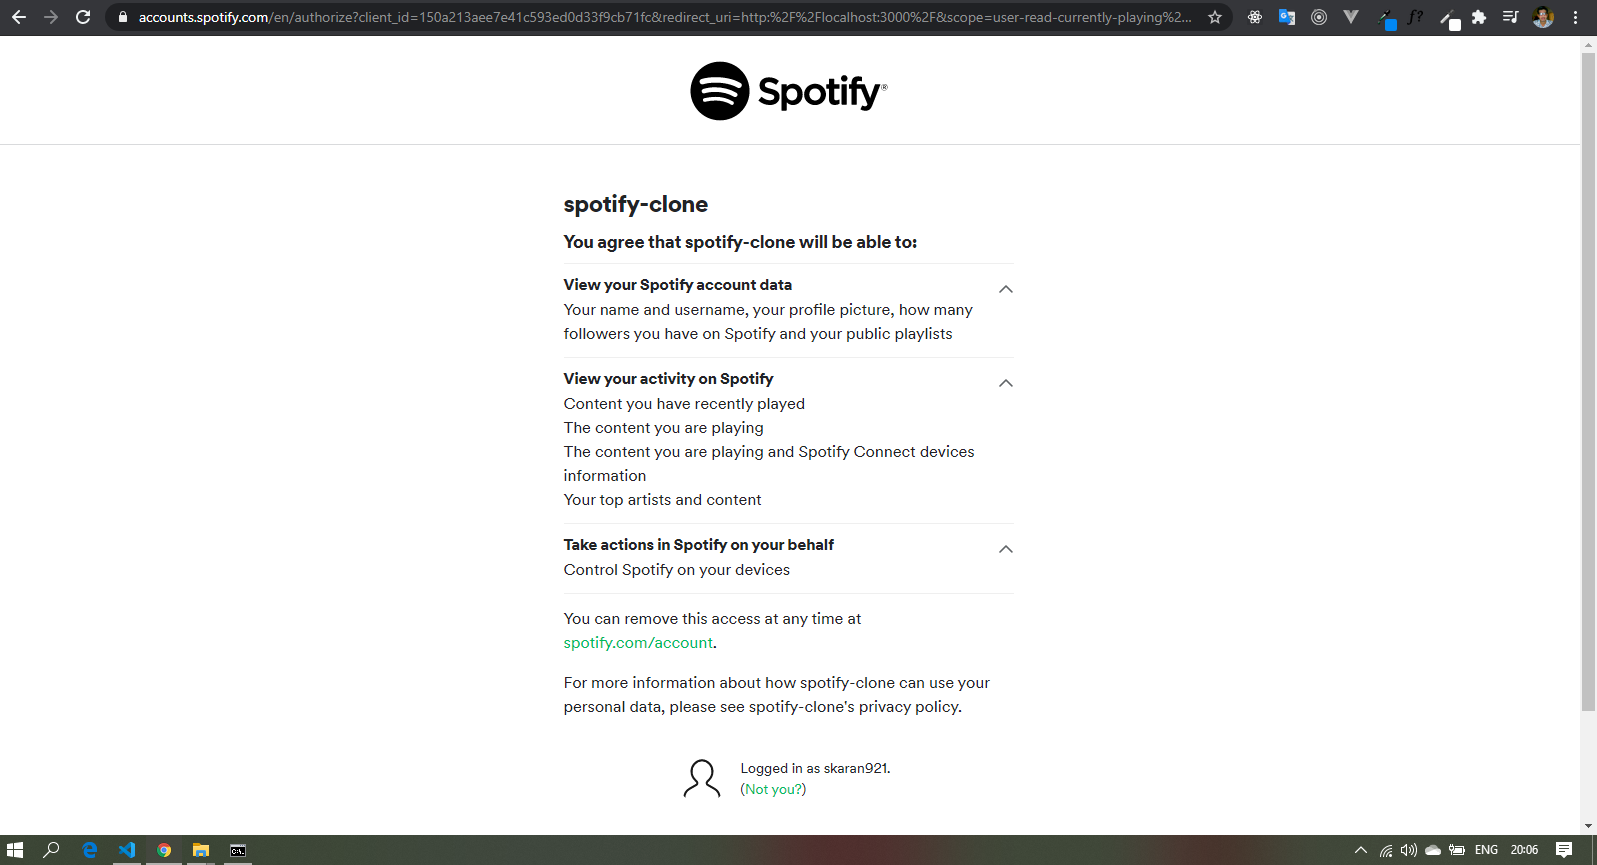 accounts.spotify.com/en/authorize?client_id=150a213aee7e41c593ed0d33f9cb71fc&redirect_uri=http:%2F%2Flocalhost:3000%2F&scope=user-read-currently-playing%2...
Spotify®
spotify-clone
You agree that spotify-clone will be able to:
View your Spotify account data
Your name and username, your profile picture, how many
followers you have on Spotify and your public playlists
View your activity on Spotify
Content you have recently played
The content you are playing
The content you are playing and Spotify Connect devices
information
Your top artists and content
Take actions in Spotify on your behalf
Control Spotify on your devices
You can remove this access at any time at
spotify.com/account.
For more information about how spotify-clone can use your
personal data, please see spotify-clone's privacy policy.
Logged in as skaran921.
(Not you?)
ENG 20:06